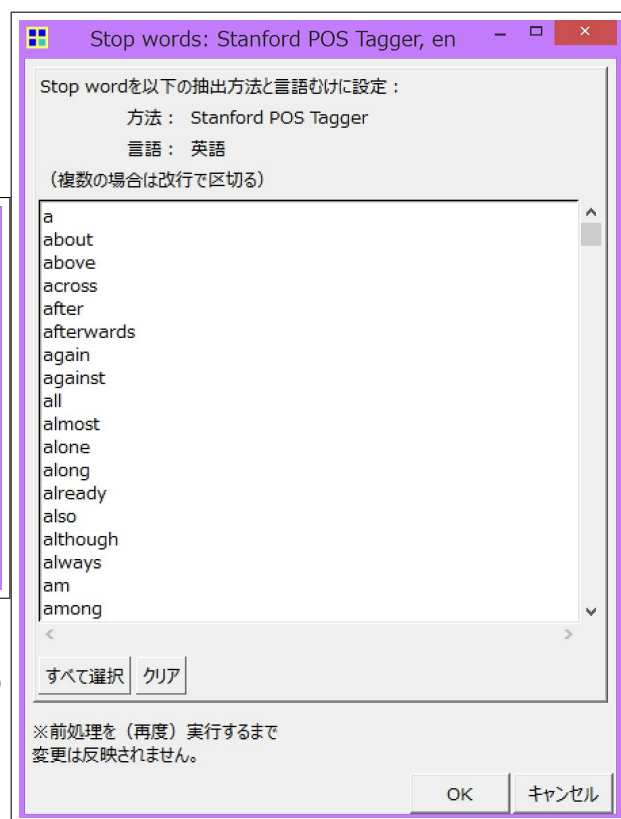 Stop words: Stanford POS Tagger, en
Stop wordを以下の抽出方法と言語むけに設定：
方法： Stanford POS Tagger
言語： 英語
（複数の場合は改行で区切る）
a
about
above
across
after
afterwards
again
against
all
almost
alone
along
already
also
although
always
am
among
すべて選択 クリア
※前処理を（再度）実行するまで
変更は反映されません。
OK キャンセル